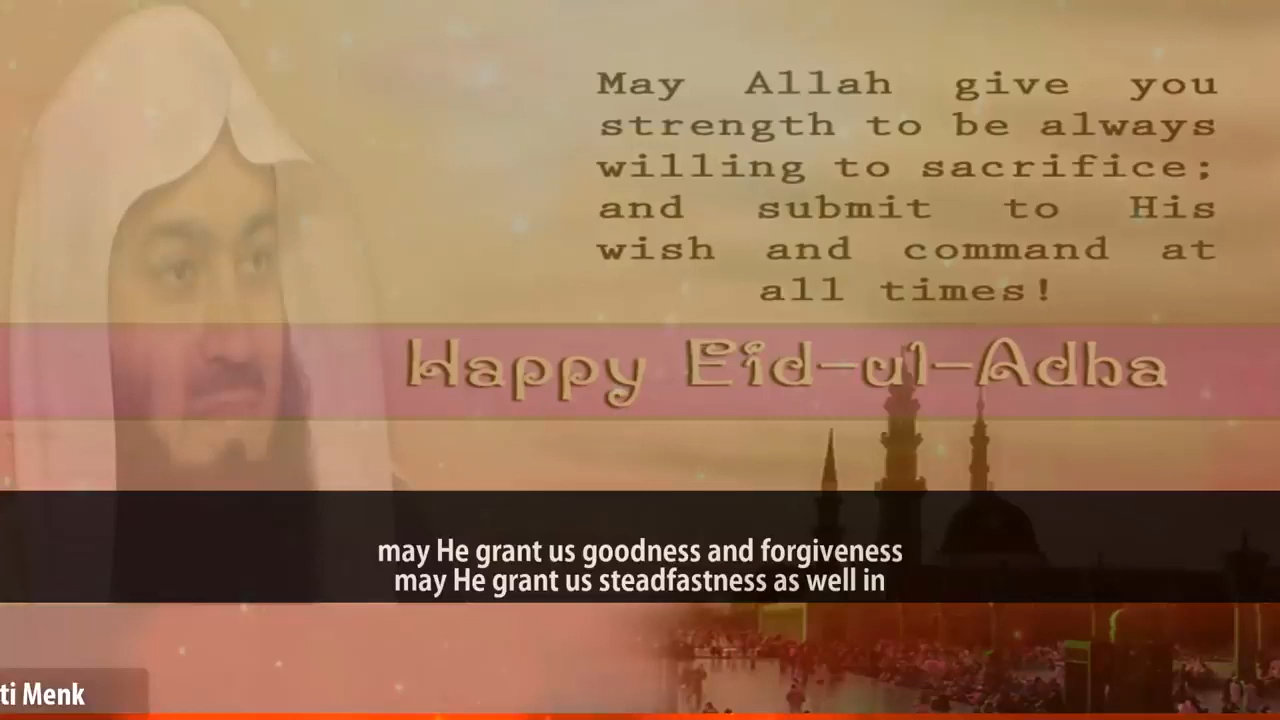 May Allah give you
strength to be always
willing to sacrifice;
and submit to His
wish and command at
all times!
Happy Eid-ul-Adha
may He grant us goodness and forgiveness
may He grant us steadfastness as well in
ti Menk